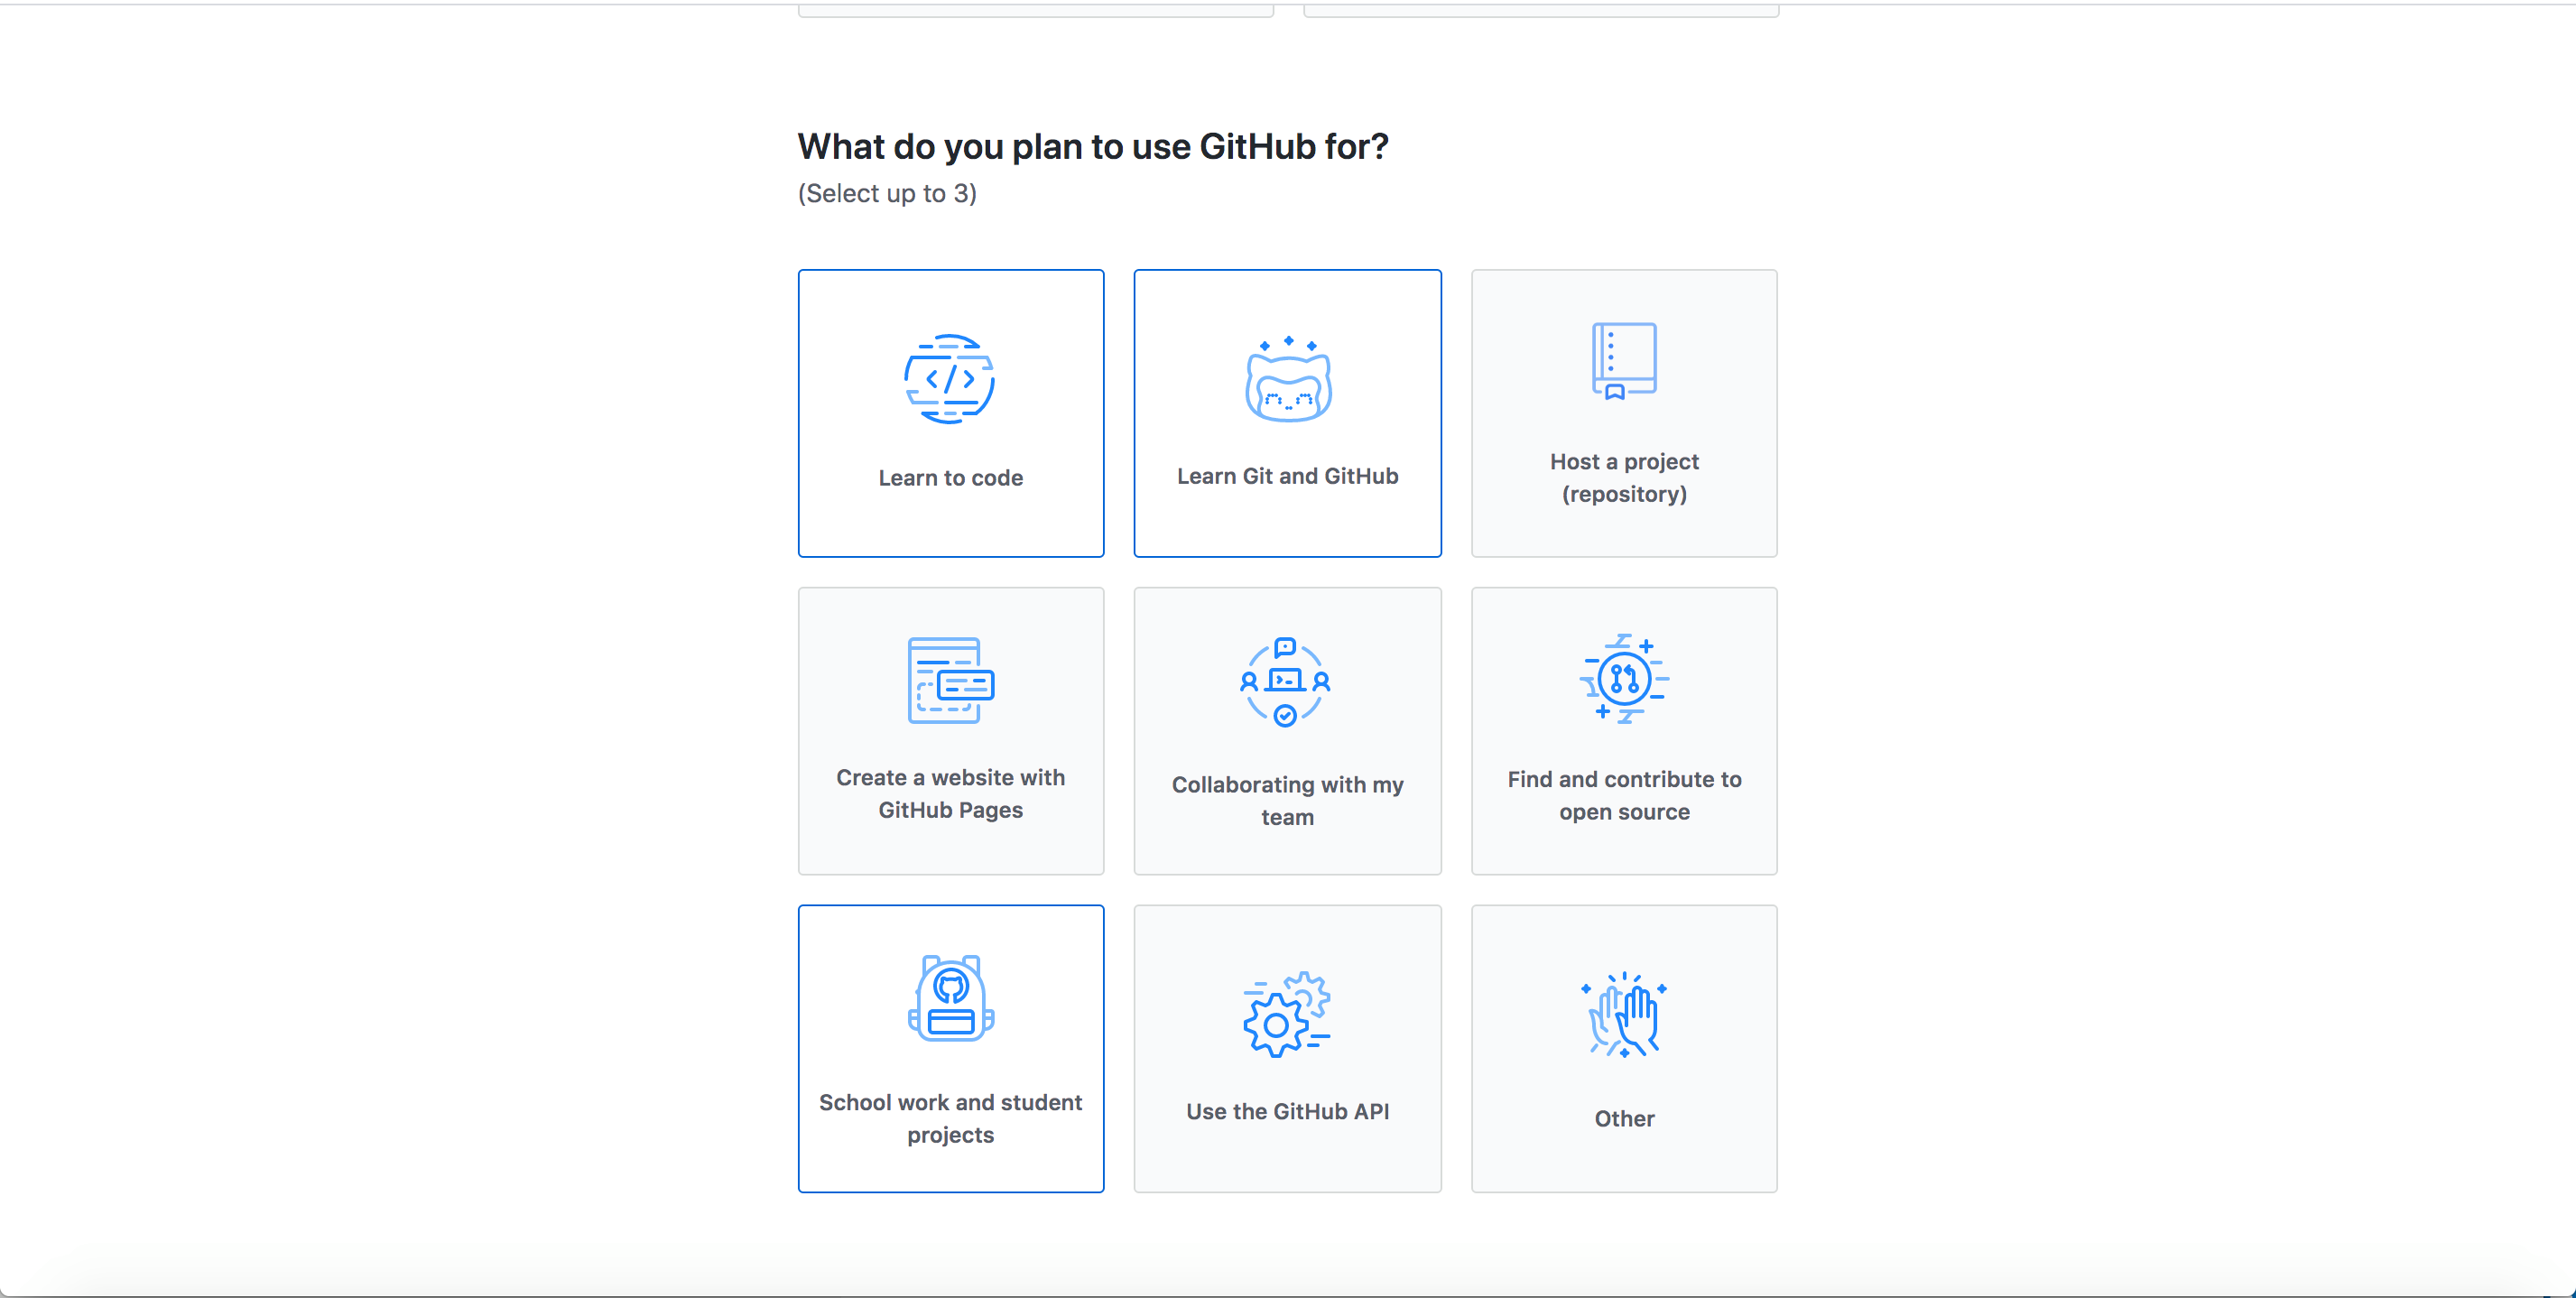 What do you plan to use GitHub for?
(Select up to 3)
Learn to code
Learn Git and GitHub
Host a project
(repository)
Create a website with
GitHub Pages
Collaborating with my
team
Find and contribute to
open source
School work and student
projects
Use the GitHub API
Other